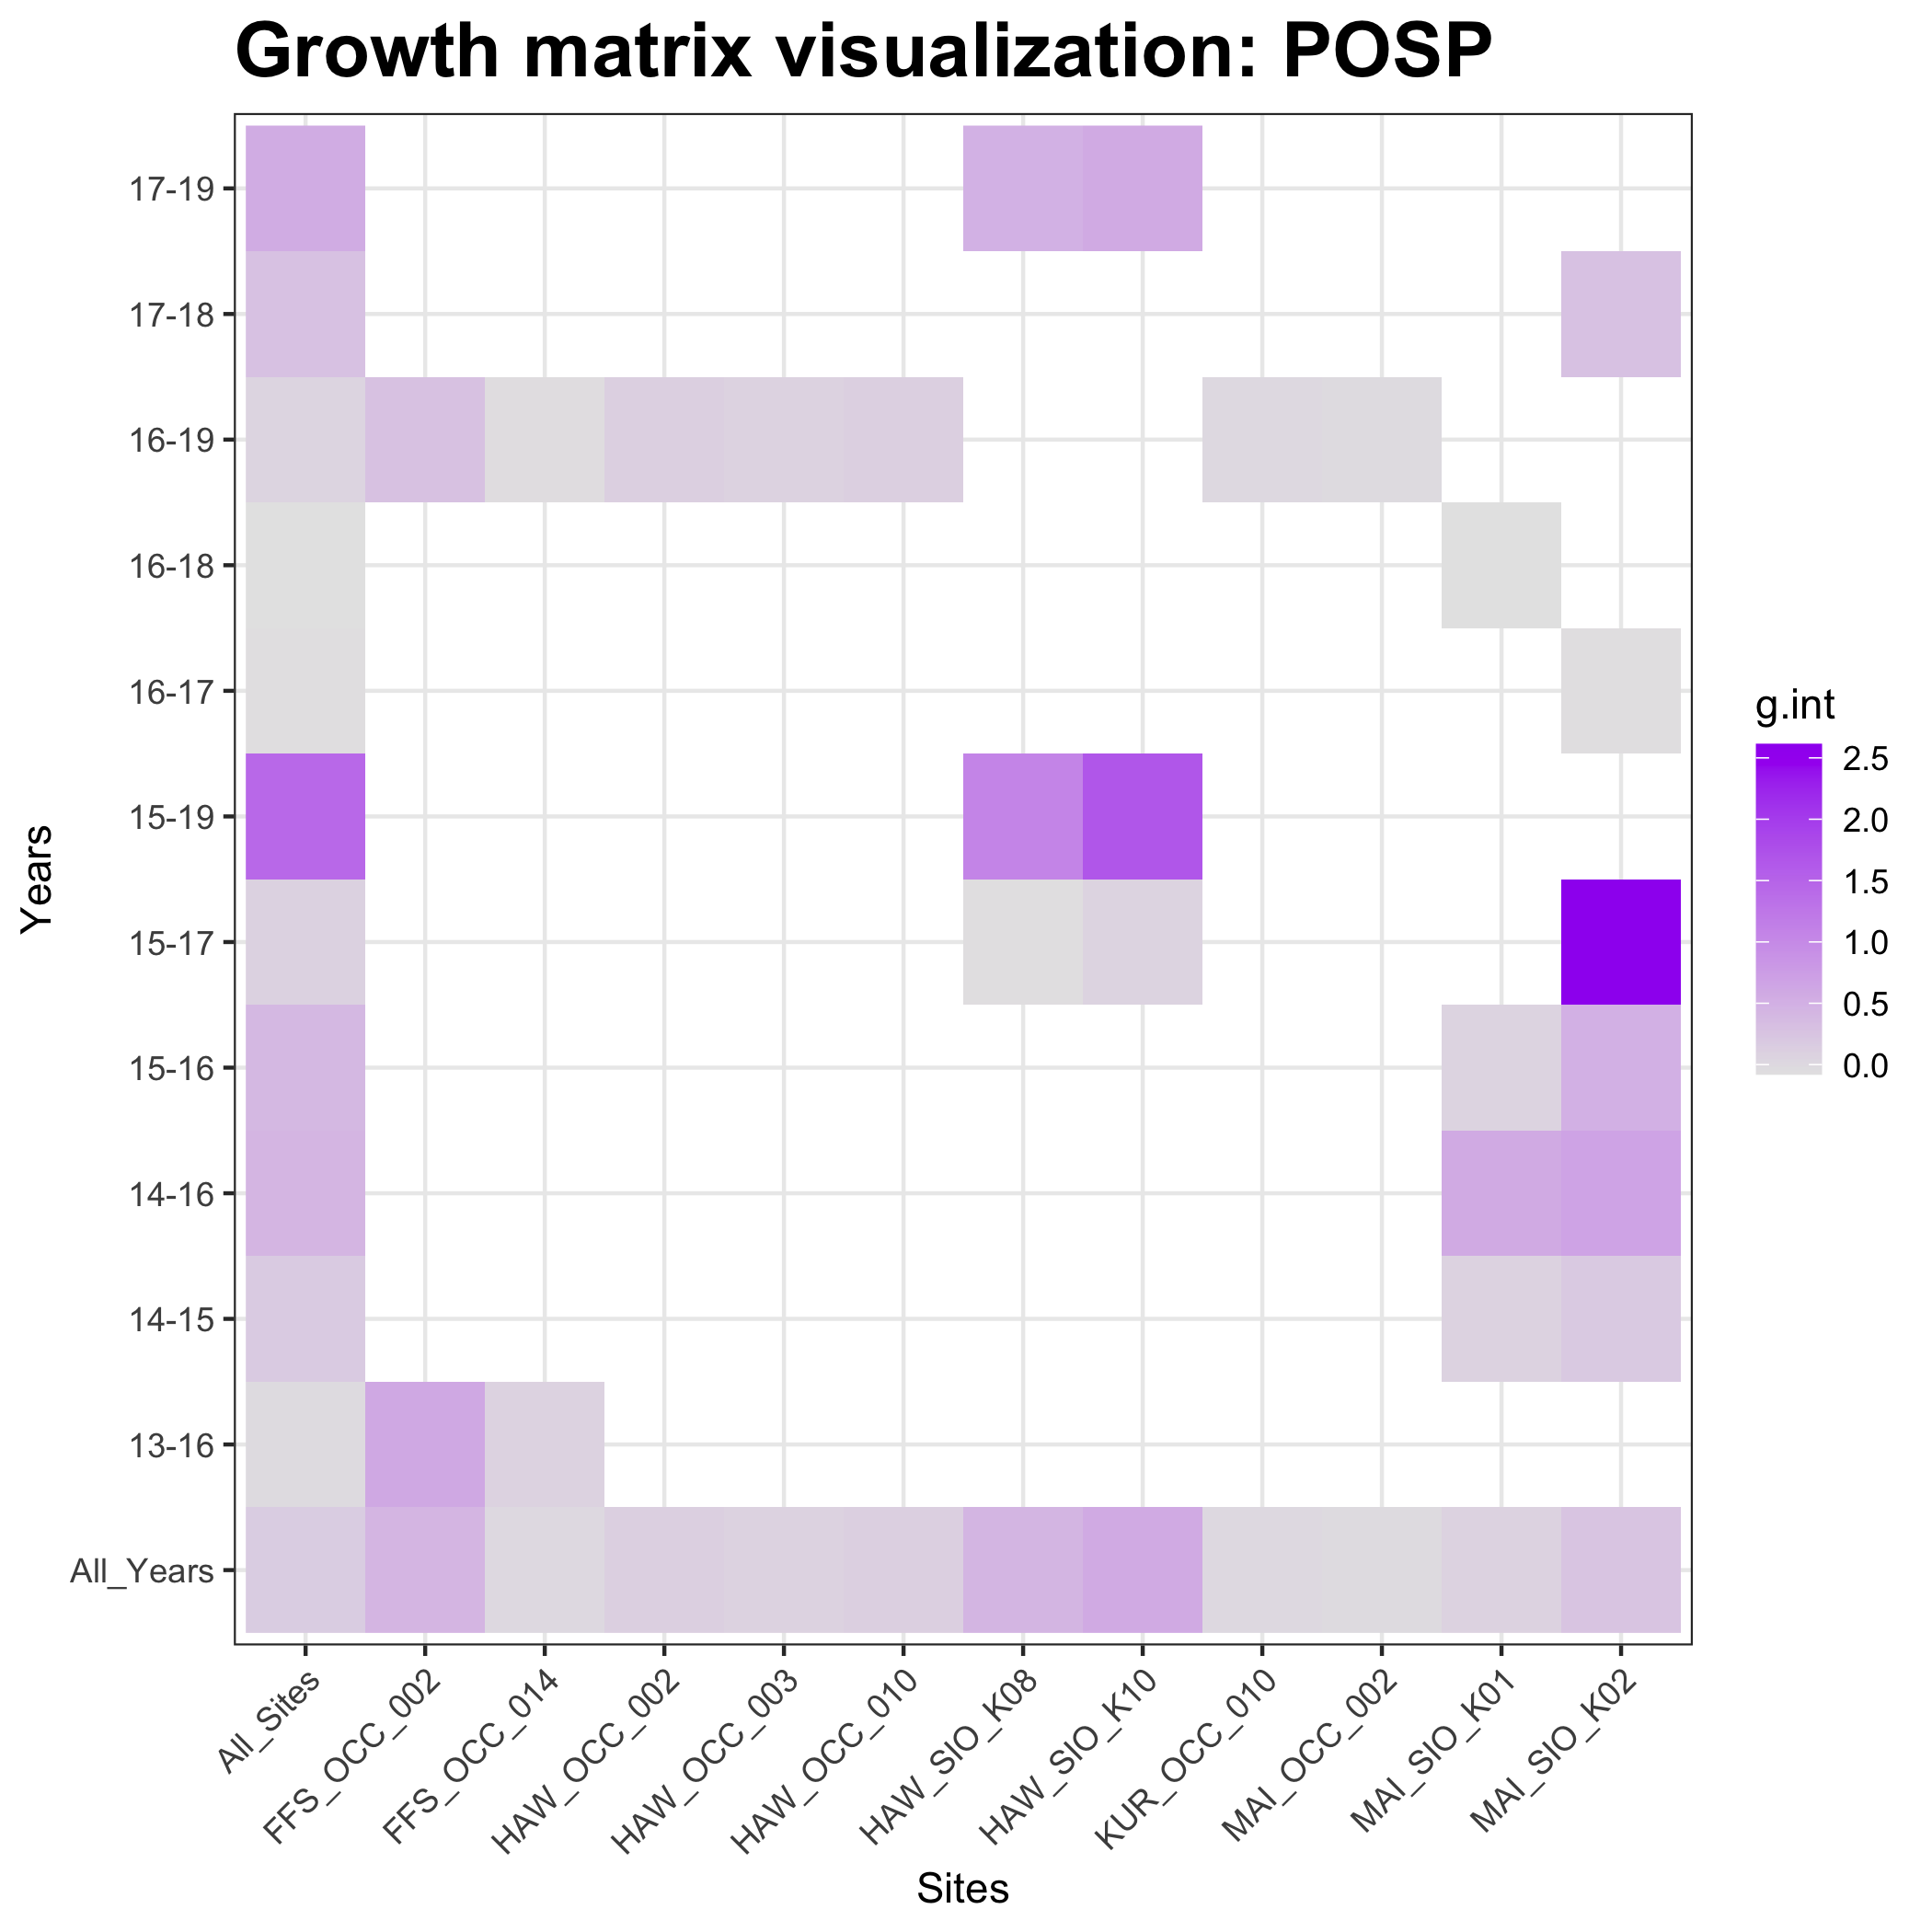 Growth matrix visualization: POSP
17-19
17-18
16-19
16-18
16-17
15-19
15-17
15-16
14-16
14-15
13-16
All_Years
Years
All_Sites
FFS_OCC_002
FFS_OCC_014
HAW_OCC_002
HAW_OCC_003
HAW_OCC_010
HAW_SIO_K08
HAW_SIO_K10
KUR_OCC_010
MAI_OCC_002
MAI_SIO_K01
MAI_SIO_K02
Sites
g.int
2.5
2.0
1.5
1.0
0.5
0.0